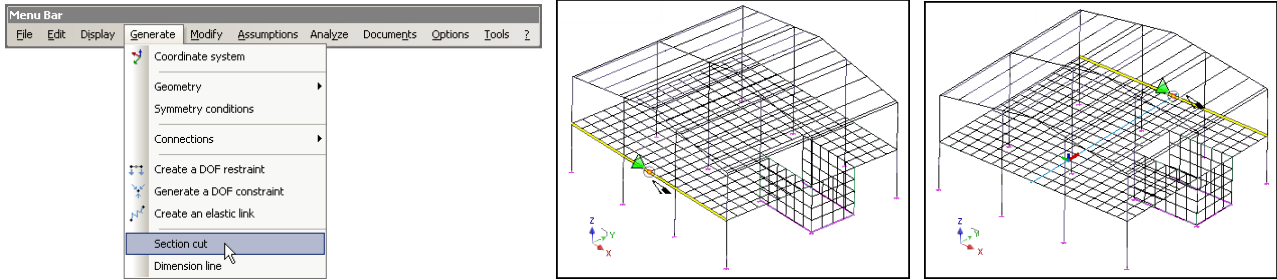 Menu Bar
File Edit Display Generate Modify Assumptions Analyze Documents Options Tools ?
Coordinate system
Geometry
Symmetry conditions
Connections
Create a DOF restraint
Generate a DOF constraint
Create an elastic link
Section cut
Dimension line
Z
Y
X
Z
Y
X